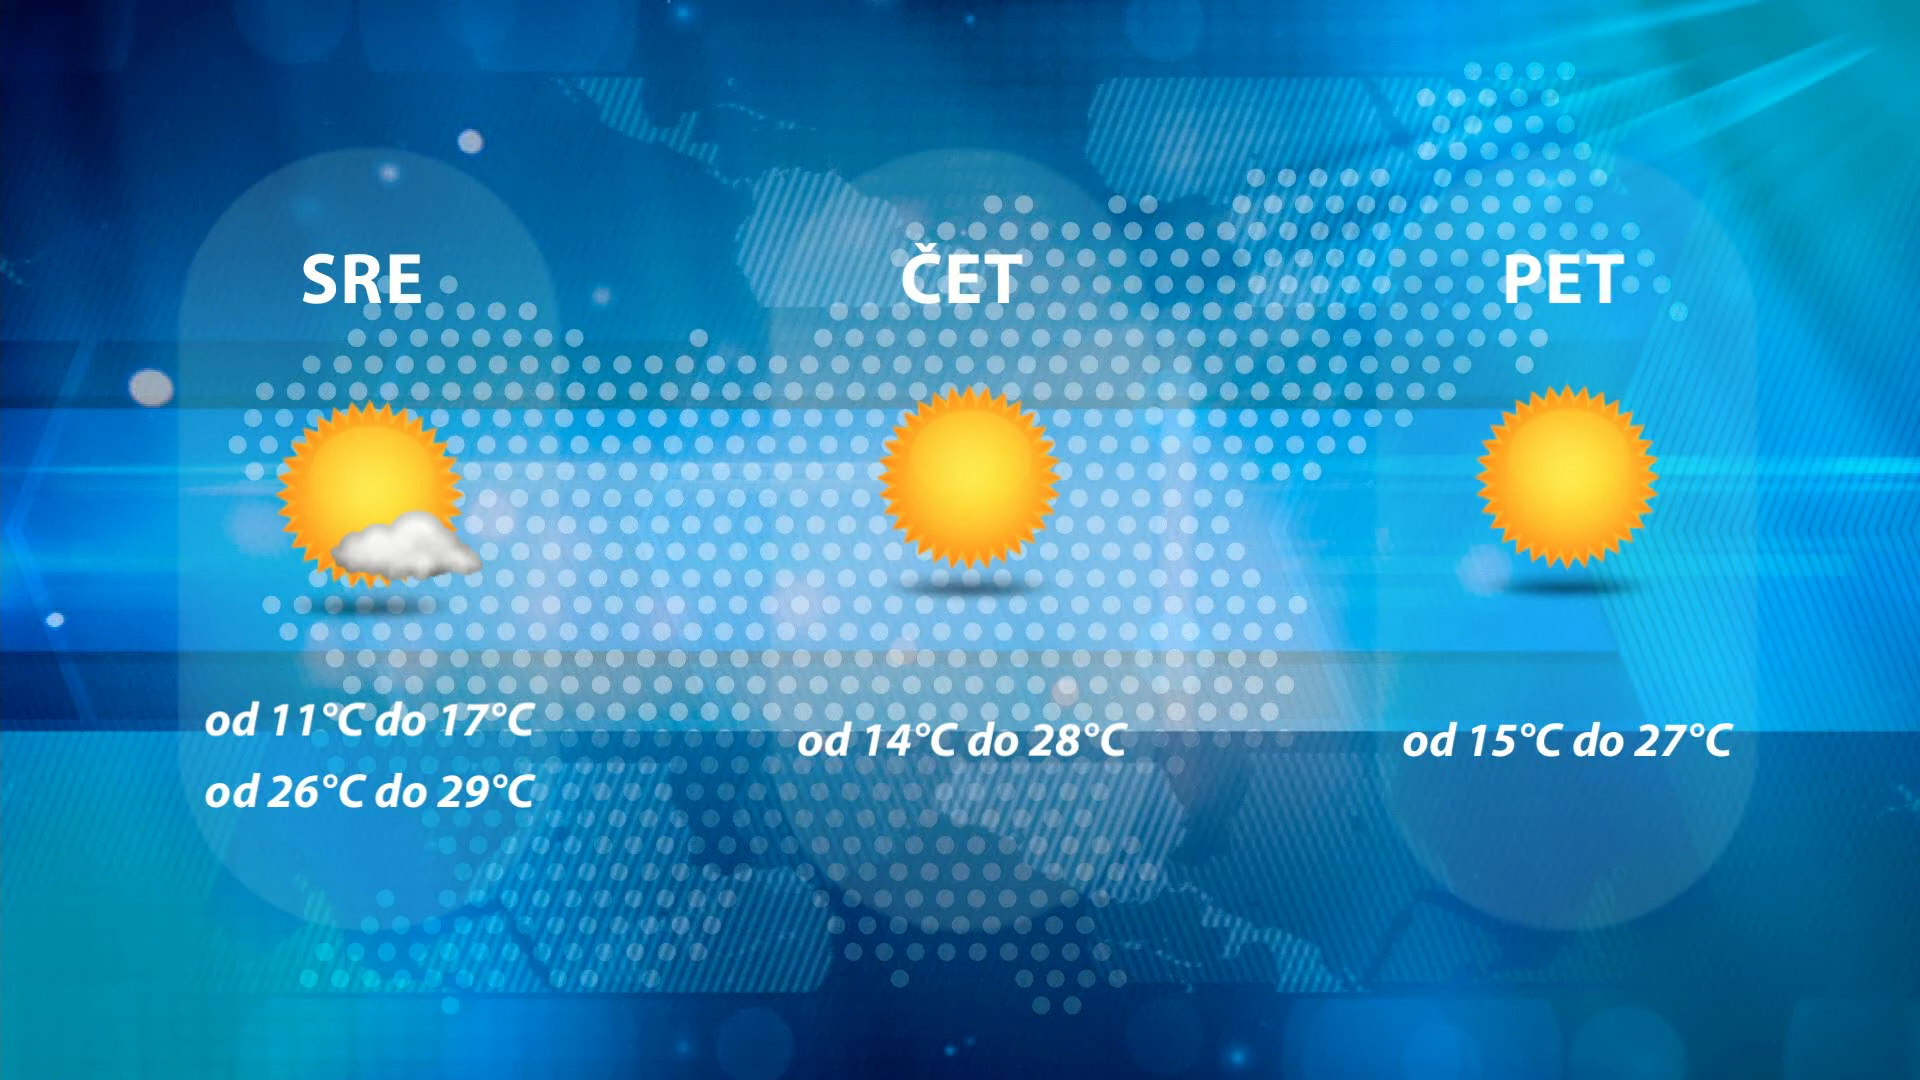 SRE
od 11°C do 17°C
od 26°C do 29°C
ČET
od 14°C do 28°C
PET
od 15°C do 27°C